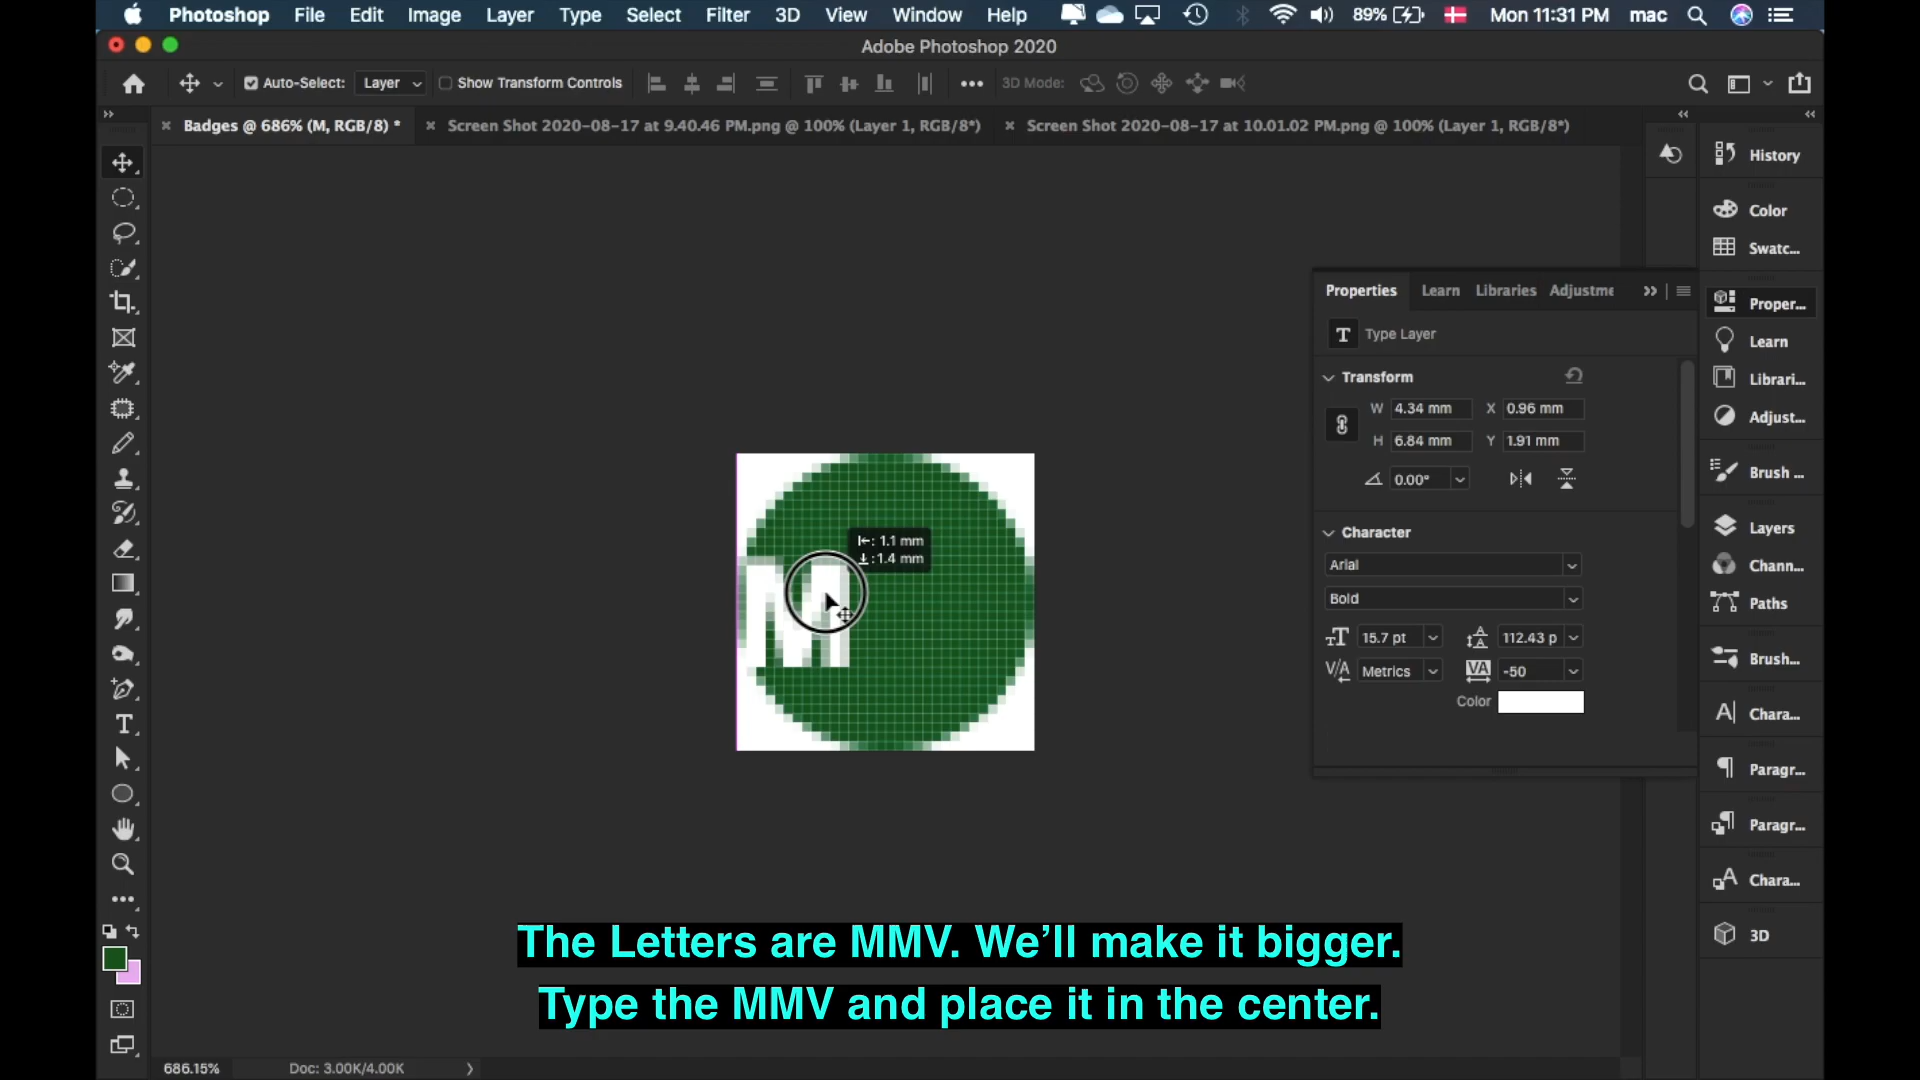 Photoshop File Edit Image Layer Type Select Filter 3D View Window Help 89% Mon 11:31 PM mac
Adobe Photoshop 2020
Auto-Select: Layer Show Transform Controls 3D Mode:
Badges @ 686% (M, RGB/8) * Screen Shot 2020-08-17 at 9.40.46 PM.png @ 100% (Layer 1, RGB/8*) Screen Shot 2020-08-17 at 10.01.02 PM.png @ 100% (Layer 1, RGB/8*)
History
Color
Swatc...
Proper...
Learn
Librari...
Adjust...
Brush ...
Layers
Chann...
Paths
Brush...
Chara...
Paragr...
Paragr...
Chara...
3D
Properties Learn Libraries Adjustme
Type Layer
Transform
W 4.34 mm X 0.96 mm
H 6.84 mm Y 1.91 mm
0.00°
Character
Arial
Bold
15.7 pt 112.43 p
Metrics -50
Color
: 1.1 mm
: 1.4 mm
M
The Letters are MMV. We’ll make it bigger.
Type the MMV and place it in the center.
686.15% Doc: 3.00K/4.00K